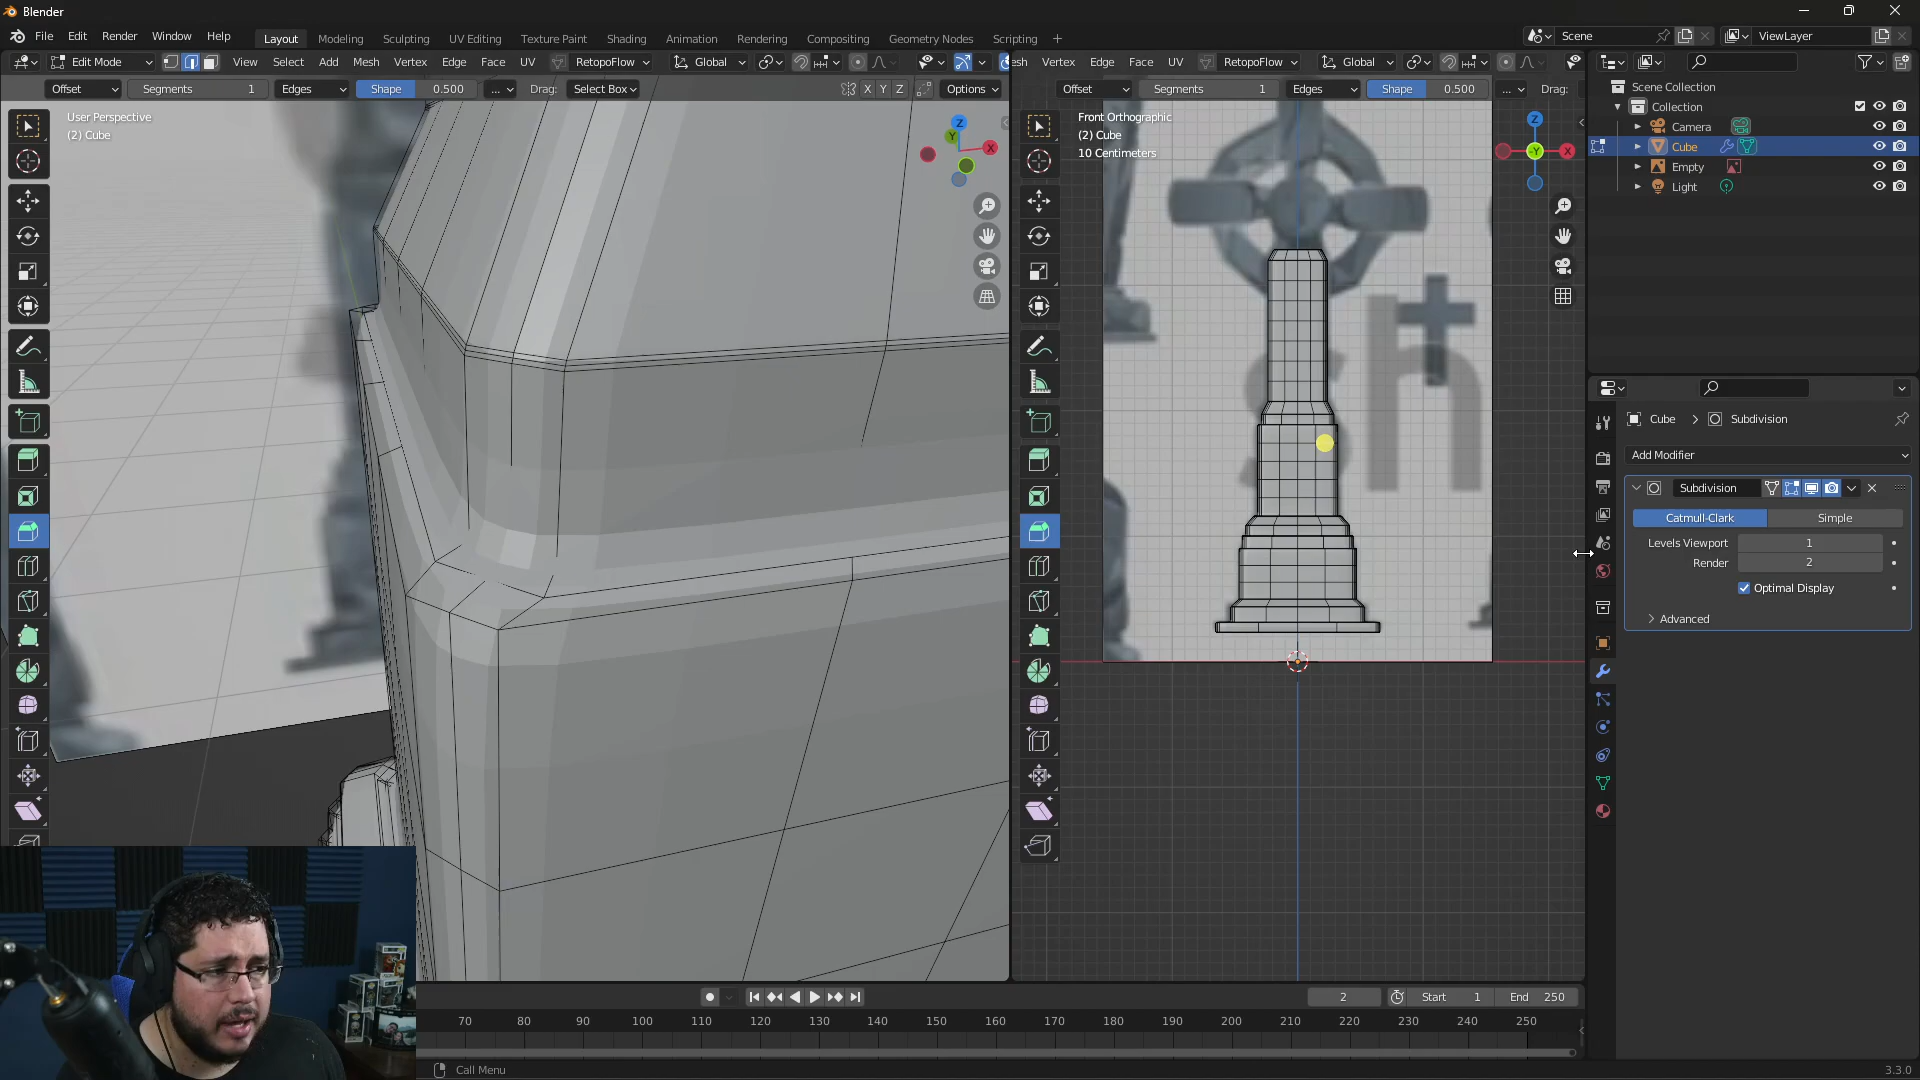 Blender
File Edit Render Window Help
Layout Modeling Sculpting UV Editing Texture Paint Shading Animation Rendering Compositing Geometry Nodes Scripting +
Scene
ViewLayer
Edit Mode View Select Add Mesh Vertex Edge Face UV RetopoFlow Global
esh Vertex Edge Face UV RetopoFlow Global
Offset Segments 1 Edges Shape 0.500 ... Drag: Select Box X Y Z Options
Offset Segments 1 Edges Shape 0.500 ... Drag:
User Perspective
(2) Cube
Z
Y
X
Front Orthographic
(2) Cube
10 Centimeters
Z
-Y
X
Scene Collection
Collection
Camera
Cube
Empty
Light
Cube > Subdivision
Add Modifier
Subdivision
Catmull-Clark Simple
Levels Viewport 1
Render 2
Optimal Display
Advanced
2 Start 1 End 250
70 80 90 100 110 120 130 140 150 160 170 180 190 200 210 220 230 240 250
Call Menu
3.3.0